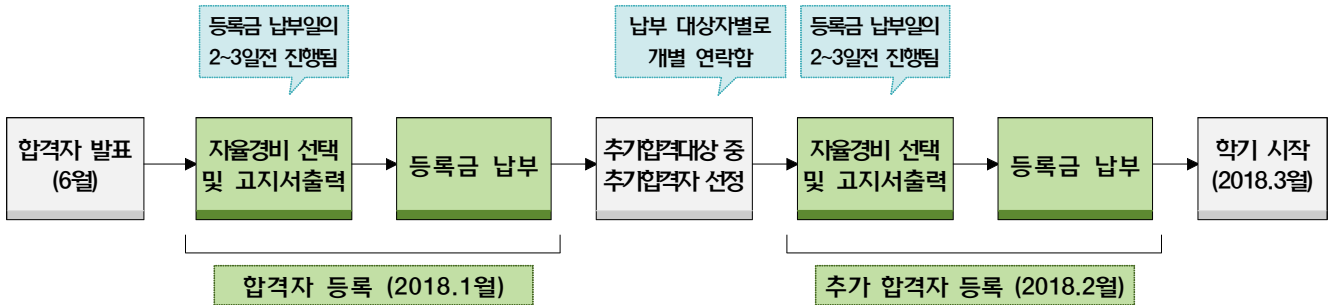 등록금 납부일의
2~3일전 진행됨
납부 대상자별로
개별 연락함
등록금 납부일의
2~3일전 진행됨
합격자 발표
(6월)
자율경비 선택
및 고지서출력
등록금 납부
추가합격대상 중
추가합격자 선정
자율경비 선택
및 고지서출력
등록금 납부
학기 시작
(2018.3월)
합격자 등록 (2018.1월)
추가 합격자 등록 (2018.2월)